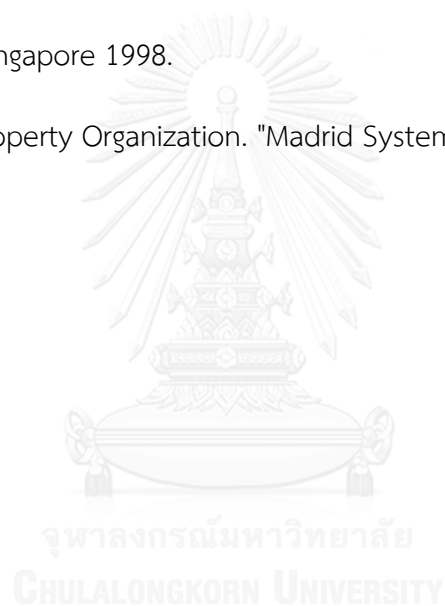 ngapore 1998.
operty Organization. "Madrid System
จุฬาลงกรณ์มหาวิทยาลัย
CHULALONGKORN UNIVERSITY